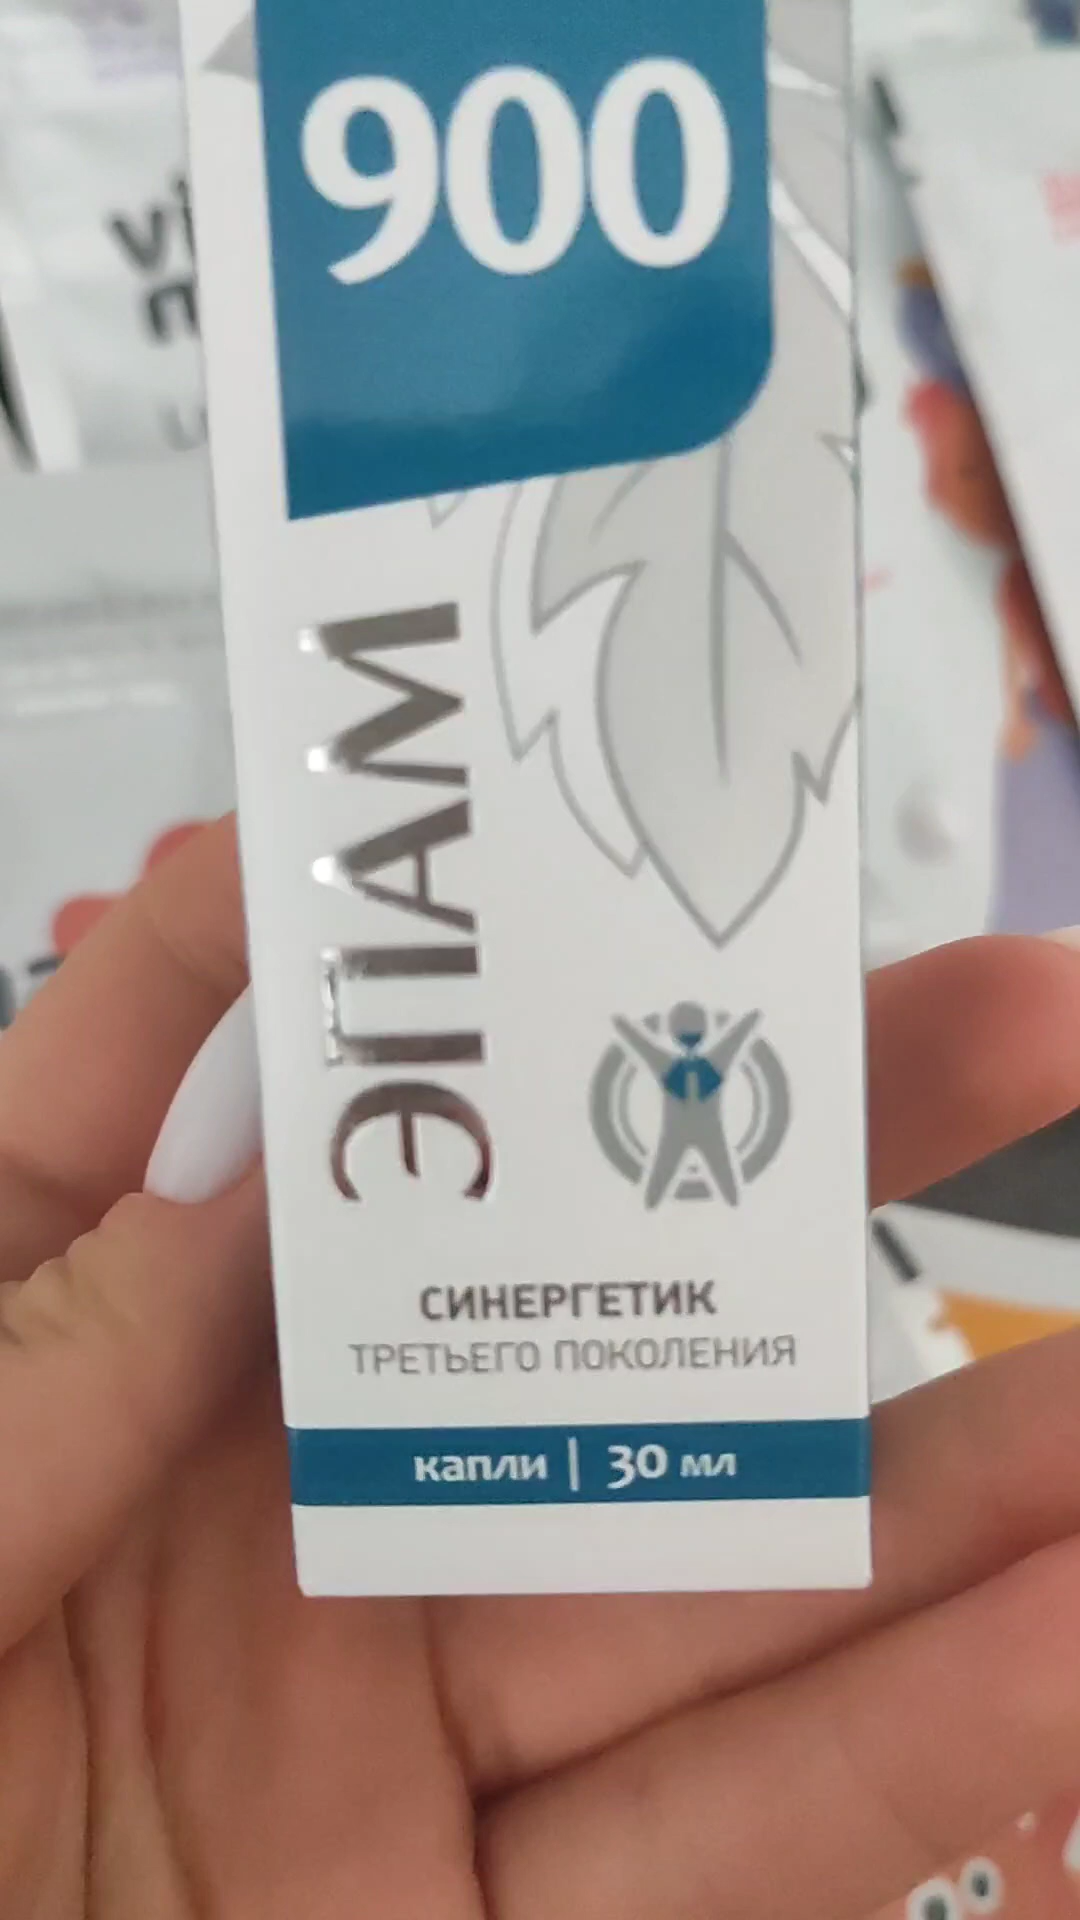 900
ЭПАМ
СИНЕРГЕТИК
ТРЕТЬЕГО ПОКОЛЕНИЯ
капли | 30 мл